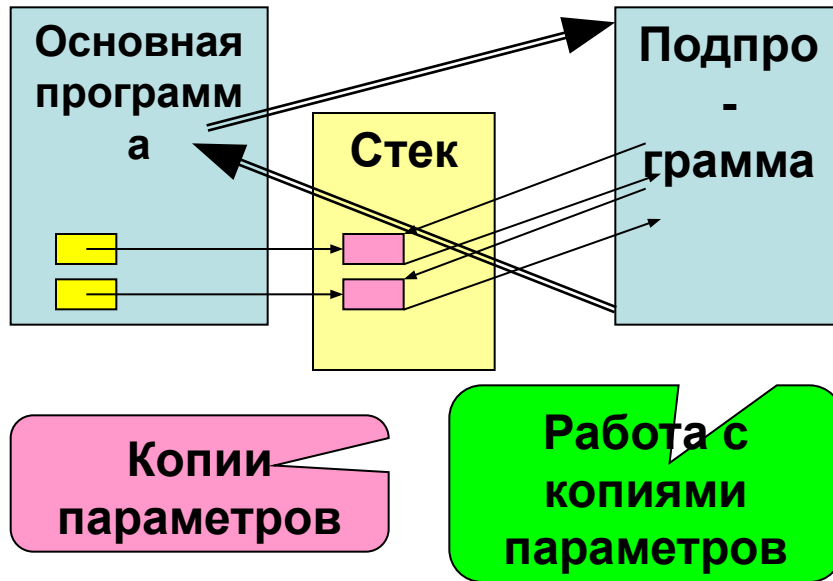 Основная
программ
а
Стек
Подпро
-
грамма
Копии
параметров
Работа с
копиями
параметров